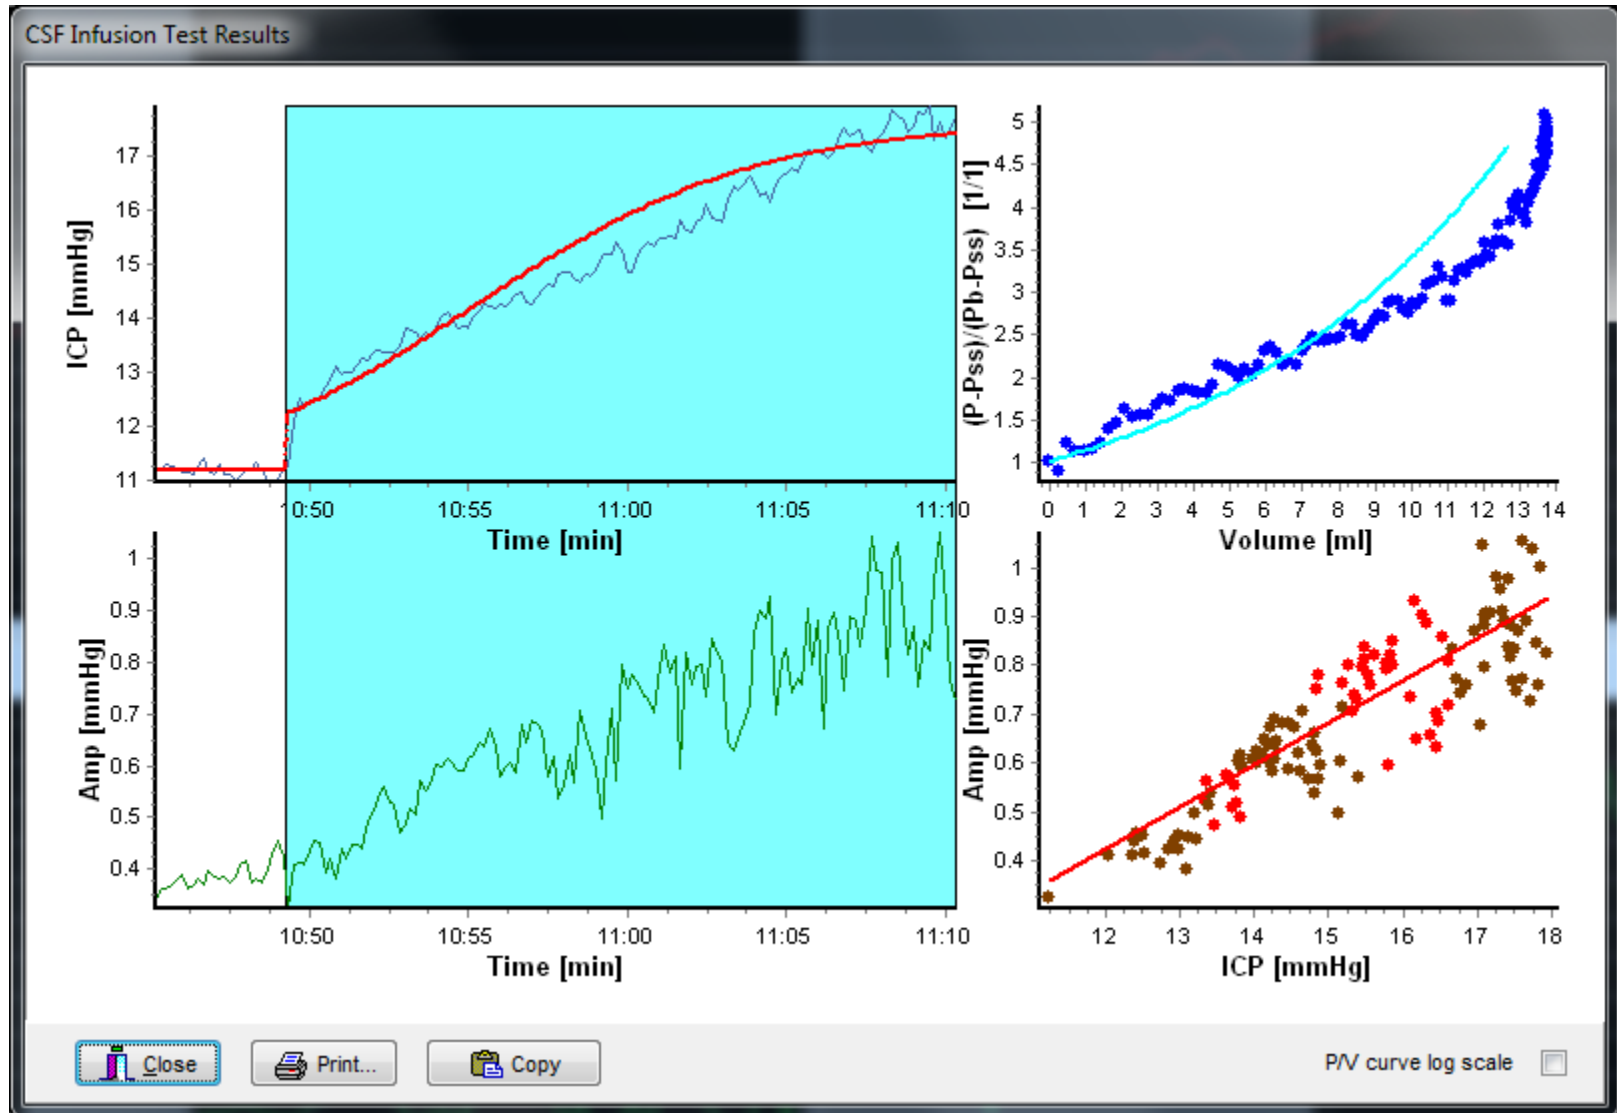 CSF Infusion Test Results
ICP [mmHg]
17
16
15
14
13
12
11
10:50 10:55 11:00 11:05 11:10
Time [min]
(P-Pss)/(Pb-Pss) [1/1]
5
4.5
4
3.5
3
2.5
2
1.5
1
0 1 2 3 4 5 6 7 8 9 10 11 12 13 14
Volume [ml]
Amp [mmHg]
1
0.9
0.8
0.7
0.6
0.5
0.4
10:50 10:55 11:00 11:05 11:10
Time [min]
Amp [mmHg]
1
0.9
0.8
0.7
0.6
0.5
0.4
12 13 14 15 16 17 18
ICP [mmHg]
Close Print... Copy P/V curve log scale